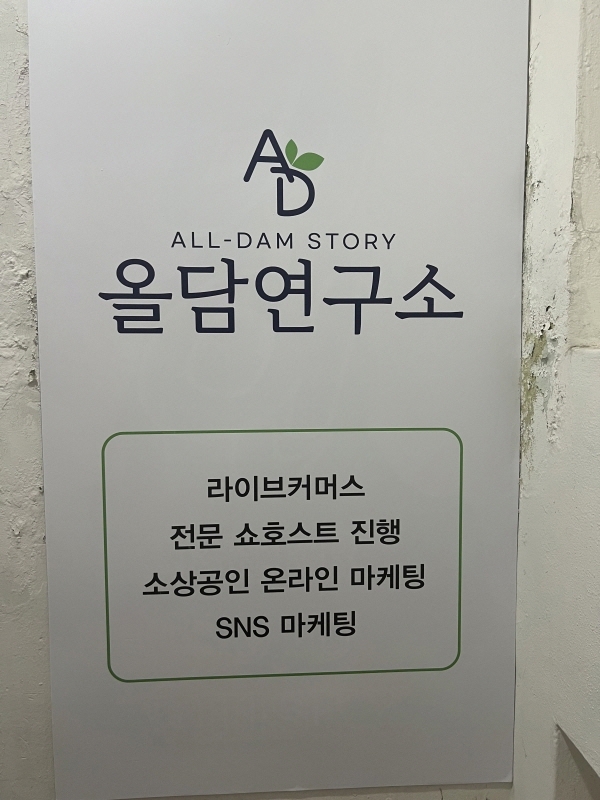 AD
ALL-DAM STORY
올담연구소
라이브커머스
전문 쇼호스트 진행
소상공인 온라인 마케팅
SNS 마케팅